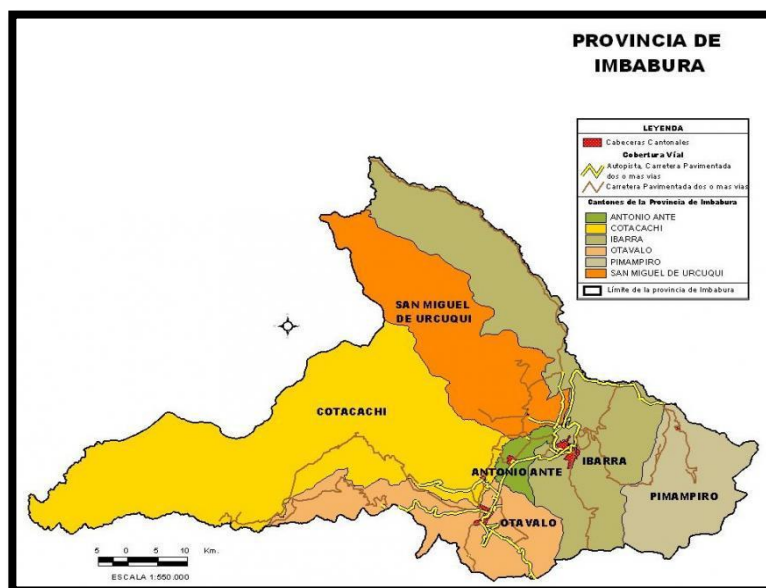 PROVINCIA DE
IMBABURA
LEYENDA
Cabeceras Cantonales
Cobertura Víal
Autopista, Carretera Pavimentada
dos o mas vias
Carretera Pavimentada dos o mas vias
Cantones de la Provincia de Imbabura
ANTONIO ANTE
COTACACHI
IBARRA
OTAVALO
PIMAMPIRO
SAN MIGUEL DE URCUQUI
Límite de la provincia de Imbabura
SAN MIGUEL
DE URCUQUI
COTACACHI
ANTONIO ANTE
IBARRA
PIMAMPIRO
OTAVALO
5 0 5 10 Km.
ESCALA 1:550.000